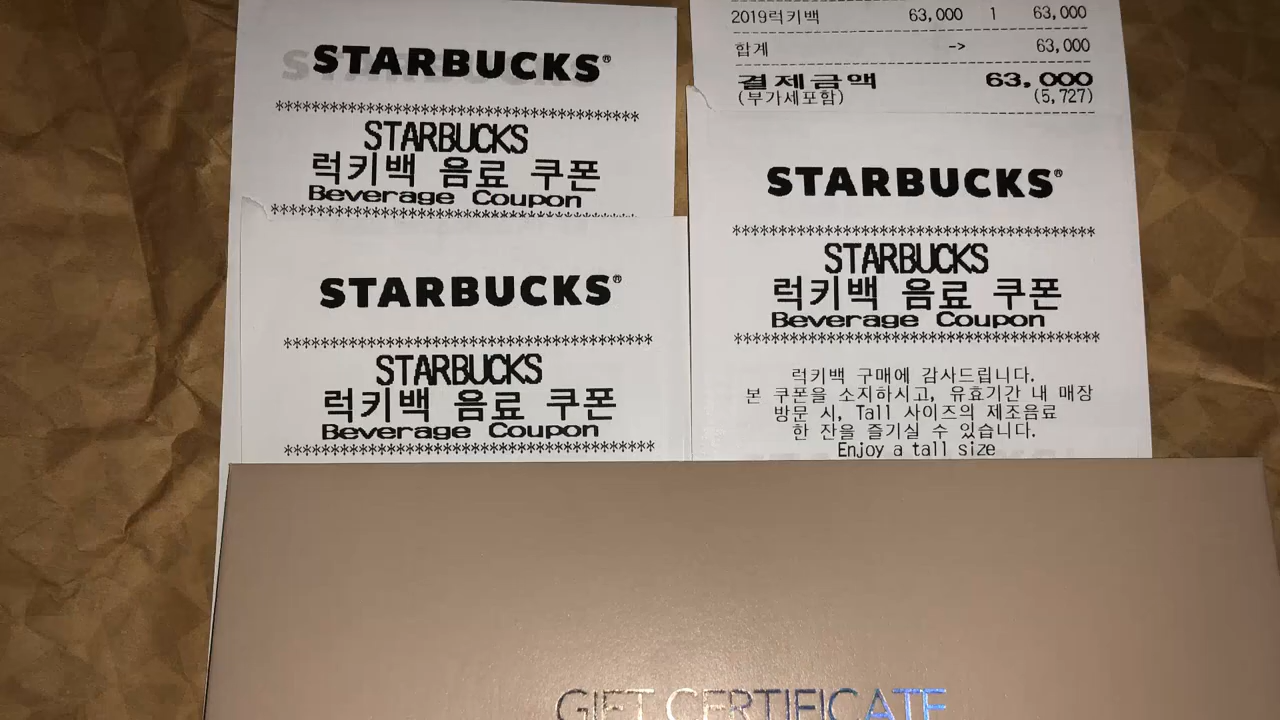 STARBUCKS®
************************************
STARBUCKS
럭키백 음료 쿠폰
Beverage Coupon
************************************
STARBUCKS®
************************************
STARBUCKS
럭키백 음료 쿠폰
Beverage Coupon
************************************
2019럭키백 63,000 1 63,000
합계 -> 63,000
결제금액 63,000
(부가세포함) (5,727)
STARBUCKS®
************************************
STARBUCKS
럭키백 음료 쿠폰
Beverage Coupon
************************************
럭키백 구매에 감사드립니다.
본 쿠폰을 소지하시고, 유효기간 내 매장
방문 시, Tall 사이즈의 제조음료
한 잔을 즐기실 수 있습니다.
Enjoy a tall size
GIFT CERTIFICATE